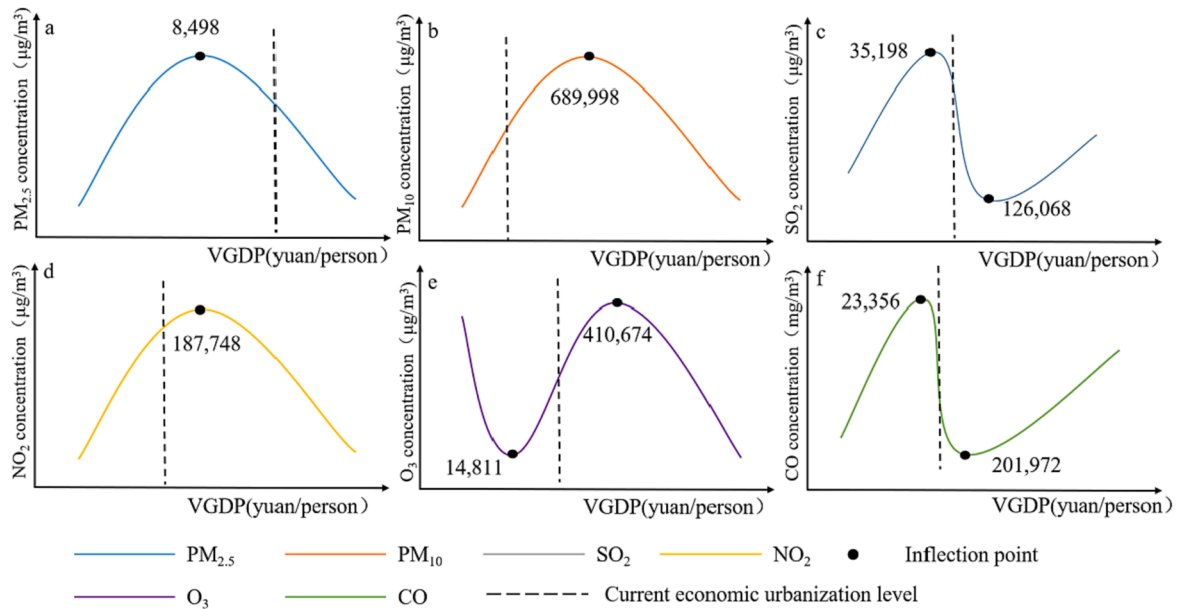 a
8,498
PM2.5 concentration（μg/m³）
VGDP(yuan/person）
b
689,998
PM10 concentration（μg/m³）
VGDP(yuan/person）
c
35,198
126,068
SO2 concentration（μg/m³）
VGDP(yuan/person）
d
187,748
NO2 concentration（μg/m³）
VGDP(yuan/person）
e
410,674
14,811
O3 concentration（μg/m³）
VGDP(yuan/person）
f
23,356
201,972
CO concentration（mg/m³）
VGDP(yuan/person）
PM2.5
PM10
SO2
NO2
Inflection point
O3
CO
Current economic urbanization level